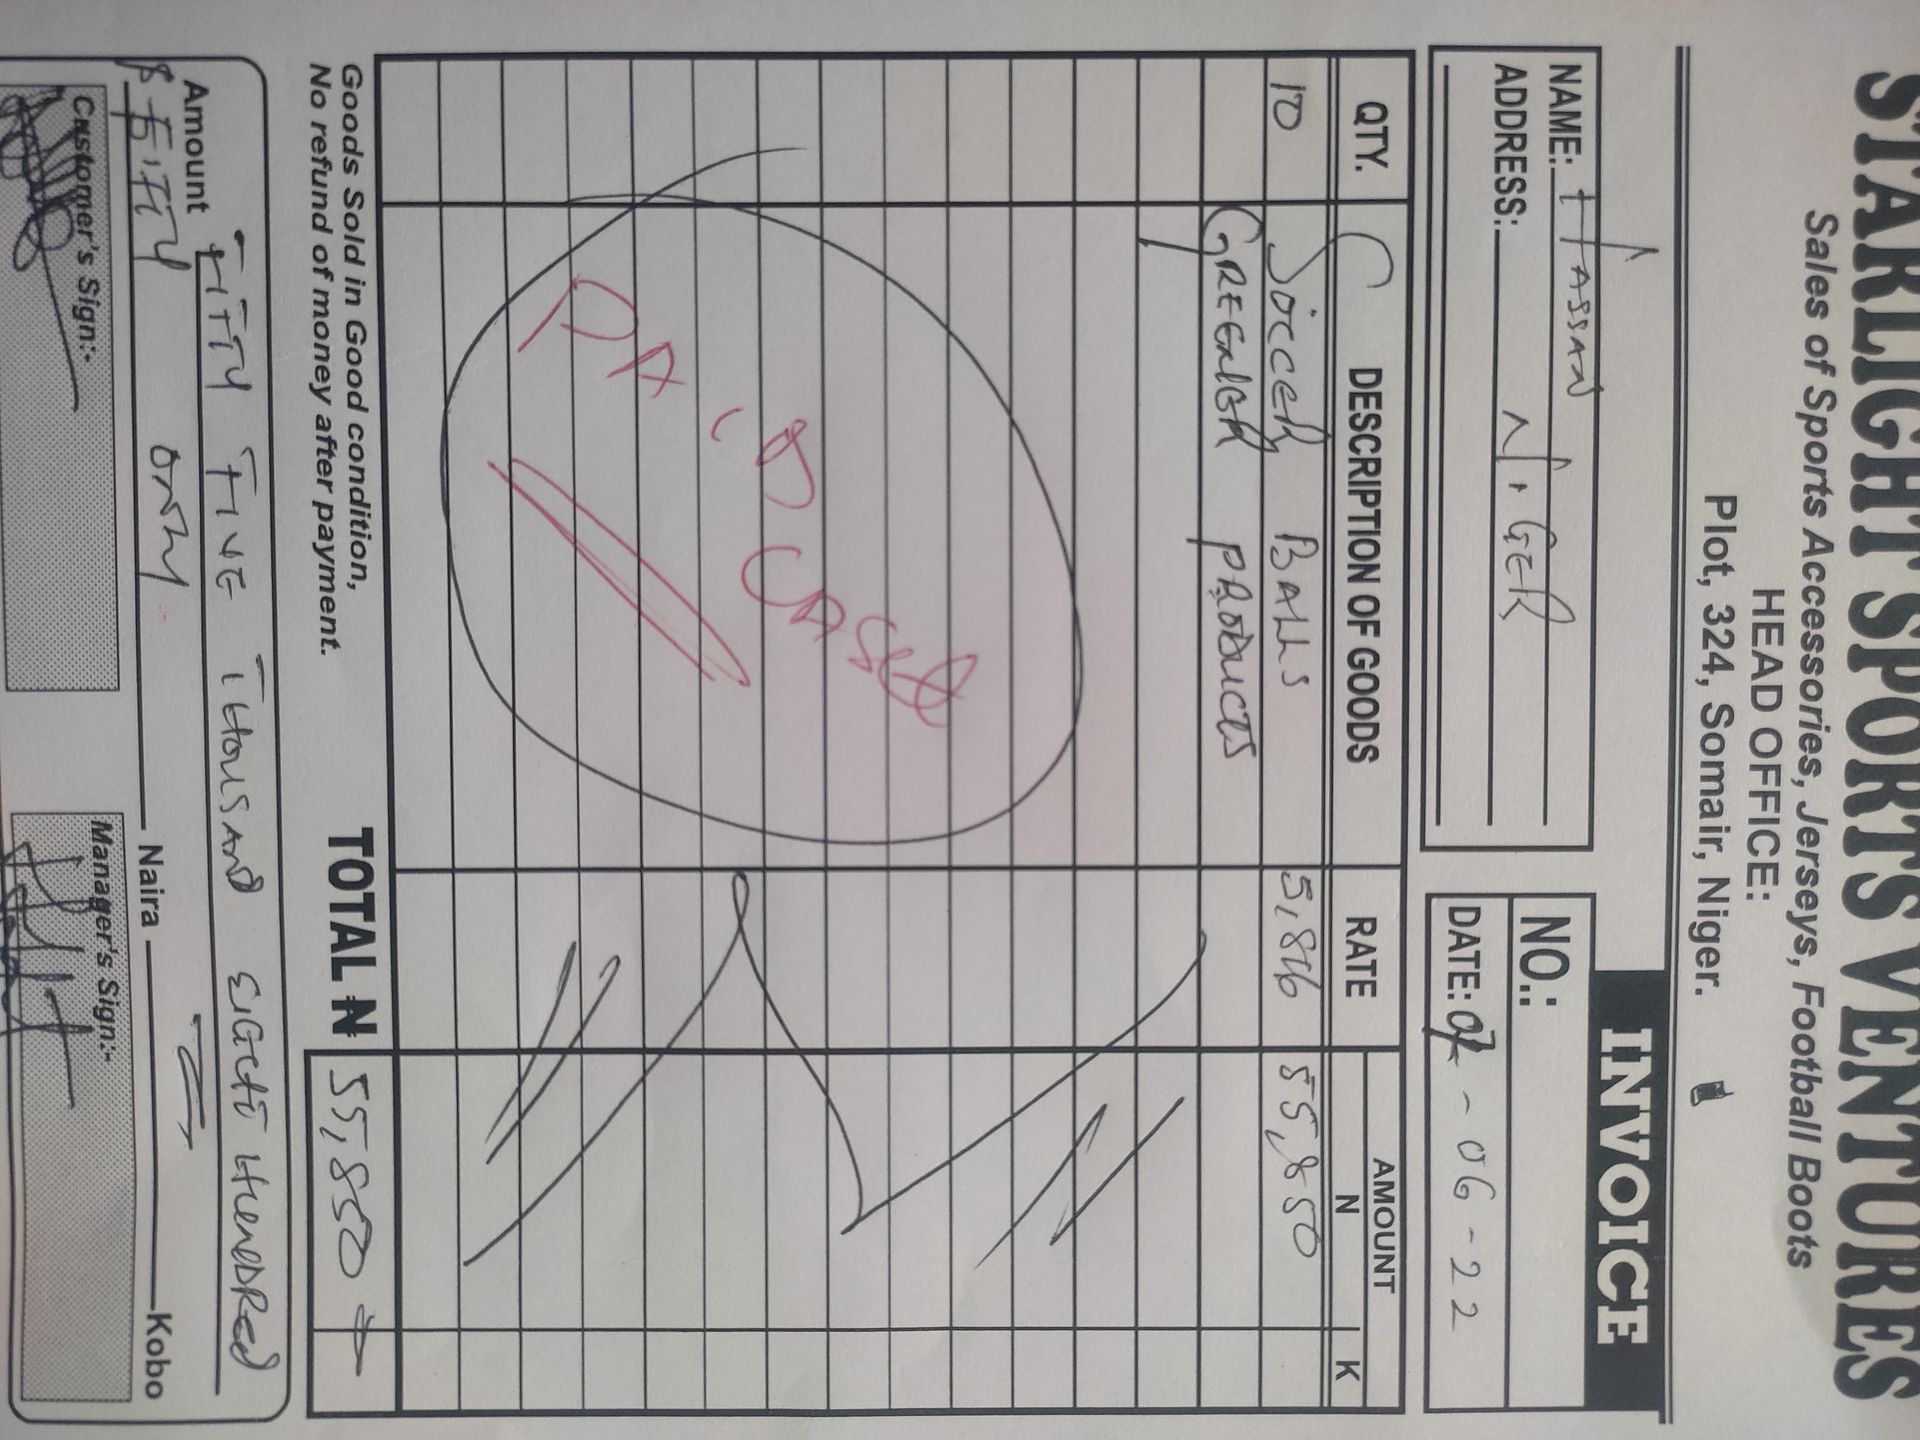 STARLIGHT SPORTS VENTURES
Sales of Sports Accessories, Jerseys, Football Boots
HEAD OFFICE:
Plot, 324, Somair, Niger.
INVOICE
NAME: HASSAN
ADDRESS: NIGER
NO.:
DATE: 07-06-22
QTY. DESCRIPTION OF GOODS RATE AMOUNT
N K
10 Soccer BALLS 55,850
PRODUCTS
PAID CASH
Goods Sold in Good condition,
No refund of money after payment.
TOTAL N 55,850
Amount FIFTY FIVE THOUSAND EIGHT HUNDRED
& FIFTY ONLY Naira Kobo
Customer's Sign:-
Manager's Sign:-